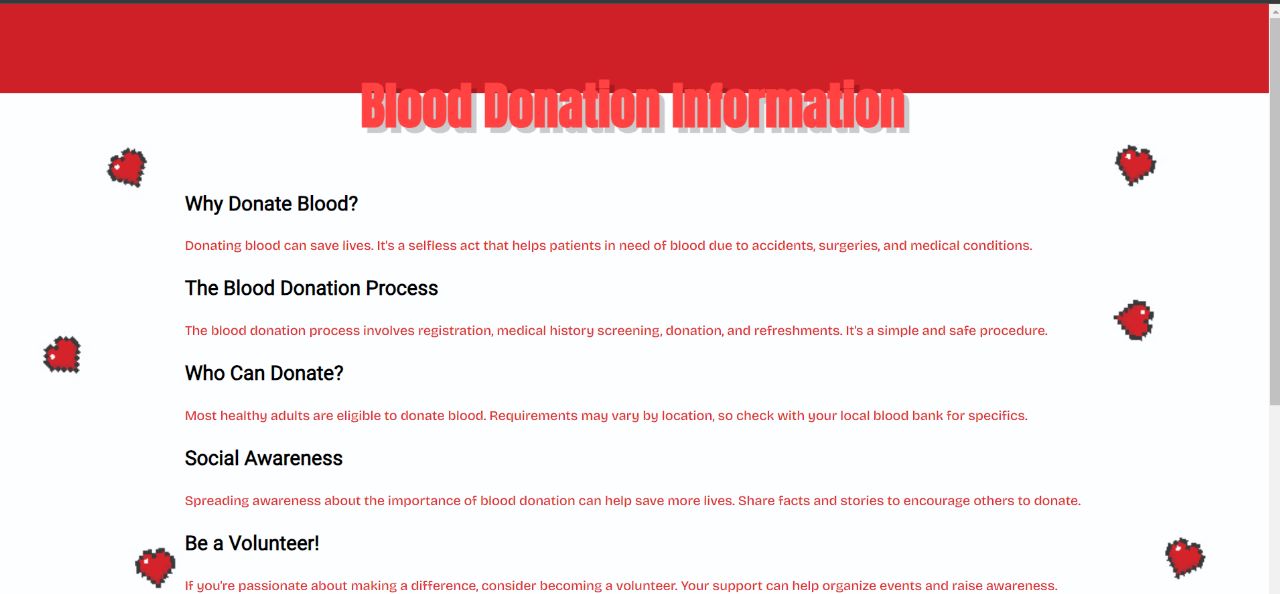 Blood Donation Information
Why Donate Blood?
Donating blood can save lives. It's a selfless act that helps patients in need of blood due to accidents, surgeries, and medical conditions.
The Blood Donation Process
The blood donation process involves registration, medical history screening, donation, and refreshments. It's a simple and safe procedure.
Who Can Donate?
Most healthy adults are eligible to donate blood. Requirements may vary by location, so check with your local blood bank for specifics.
Social Awareness
Spreading awareness about the importance of blood donation can help save more lives. Share facts and stories to encourage others to donate.
Be a Volunteer!
If you're passionate about making a difference, consider becoming a volunteer. Your support can help organize events and raise awareness.